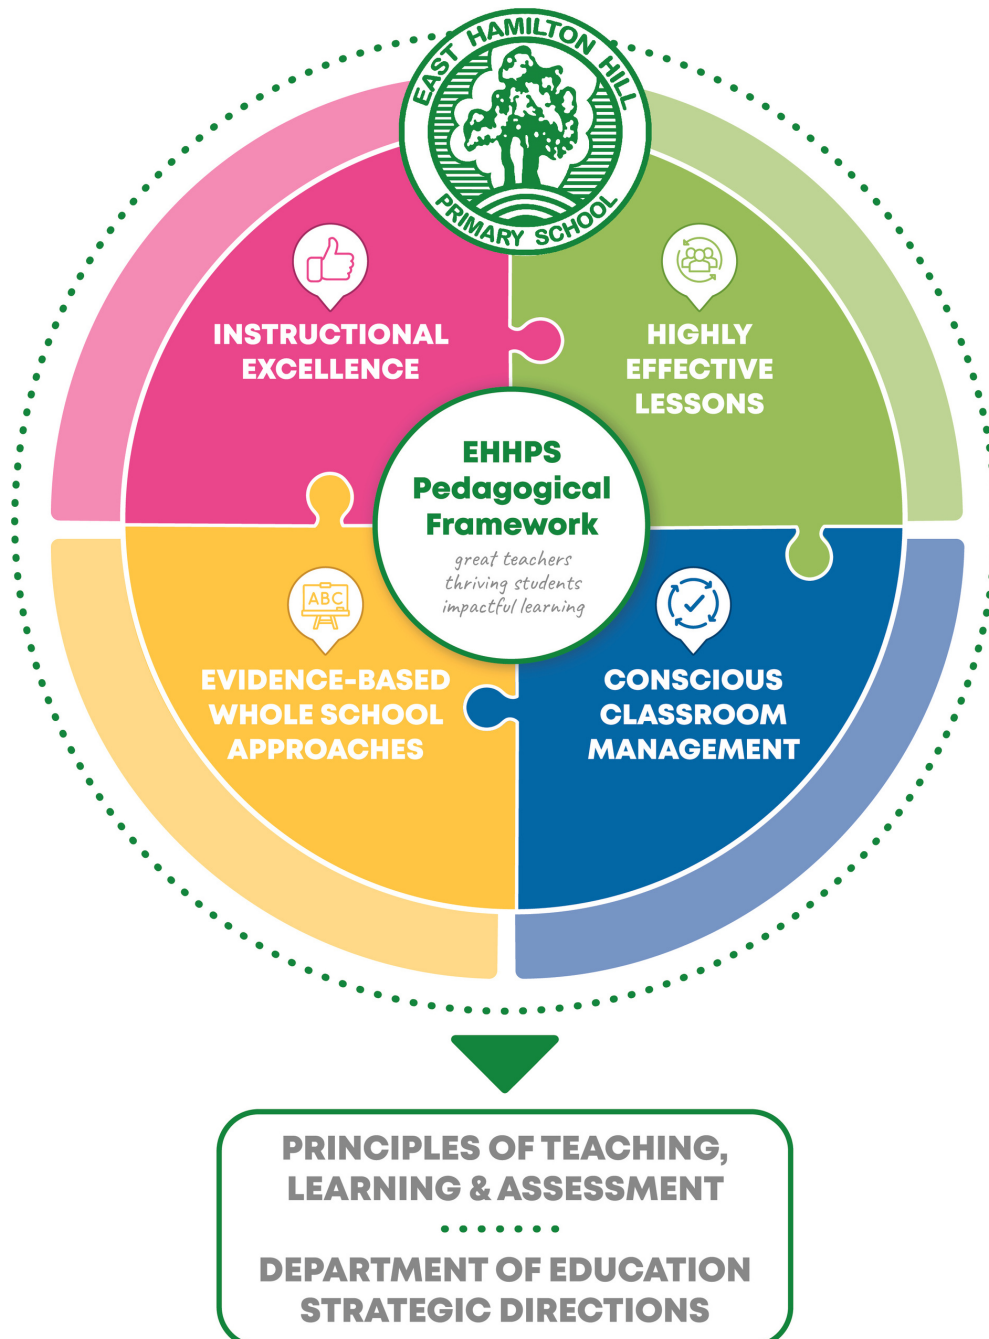 EAST HAMILTON HILL
PRIMARY SCHOOL
INSTRUCTIONAL
EXCELLENCE
HIGHLY
EFFECTIVE
LESSONS
EHHPS
Pedagogical
Framework
great teachers
thriving students
impactful learning
ABC
EVIDENCE-BASED
WHOLE SCHOOL
APPROACHES
CONSCIOUS
CLASSROOM
MANAGEMENT
PRINCIPLES OF TEACHING,
LEARNING & ASSESSMENT
DEPARTMENT OF EDUCATION
STRATEGIC DIRECTIONS